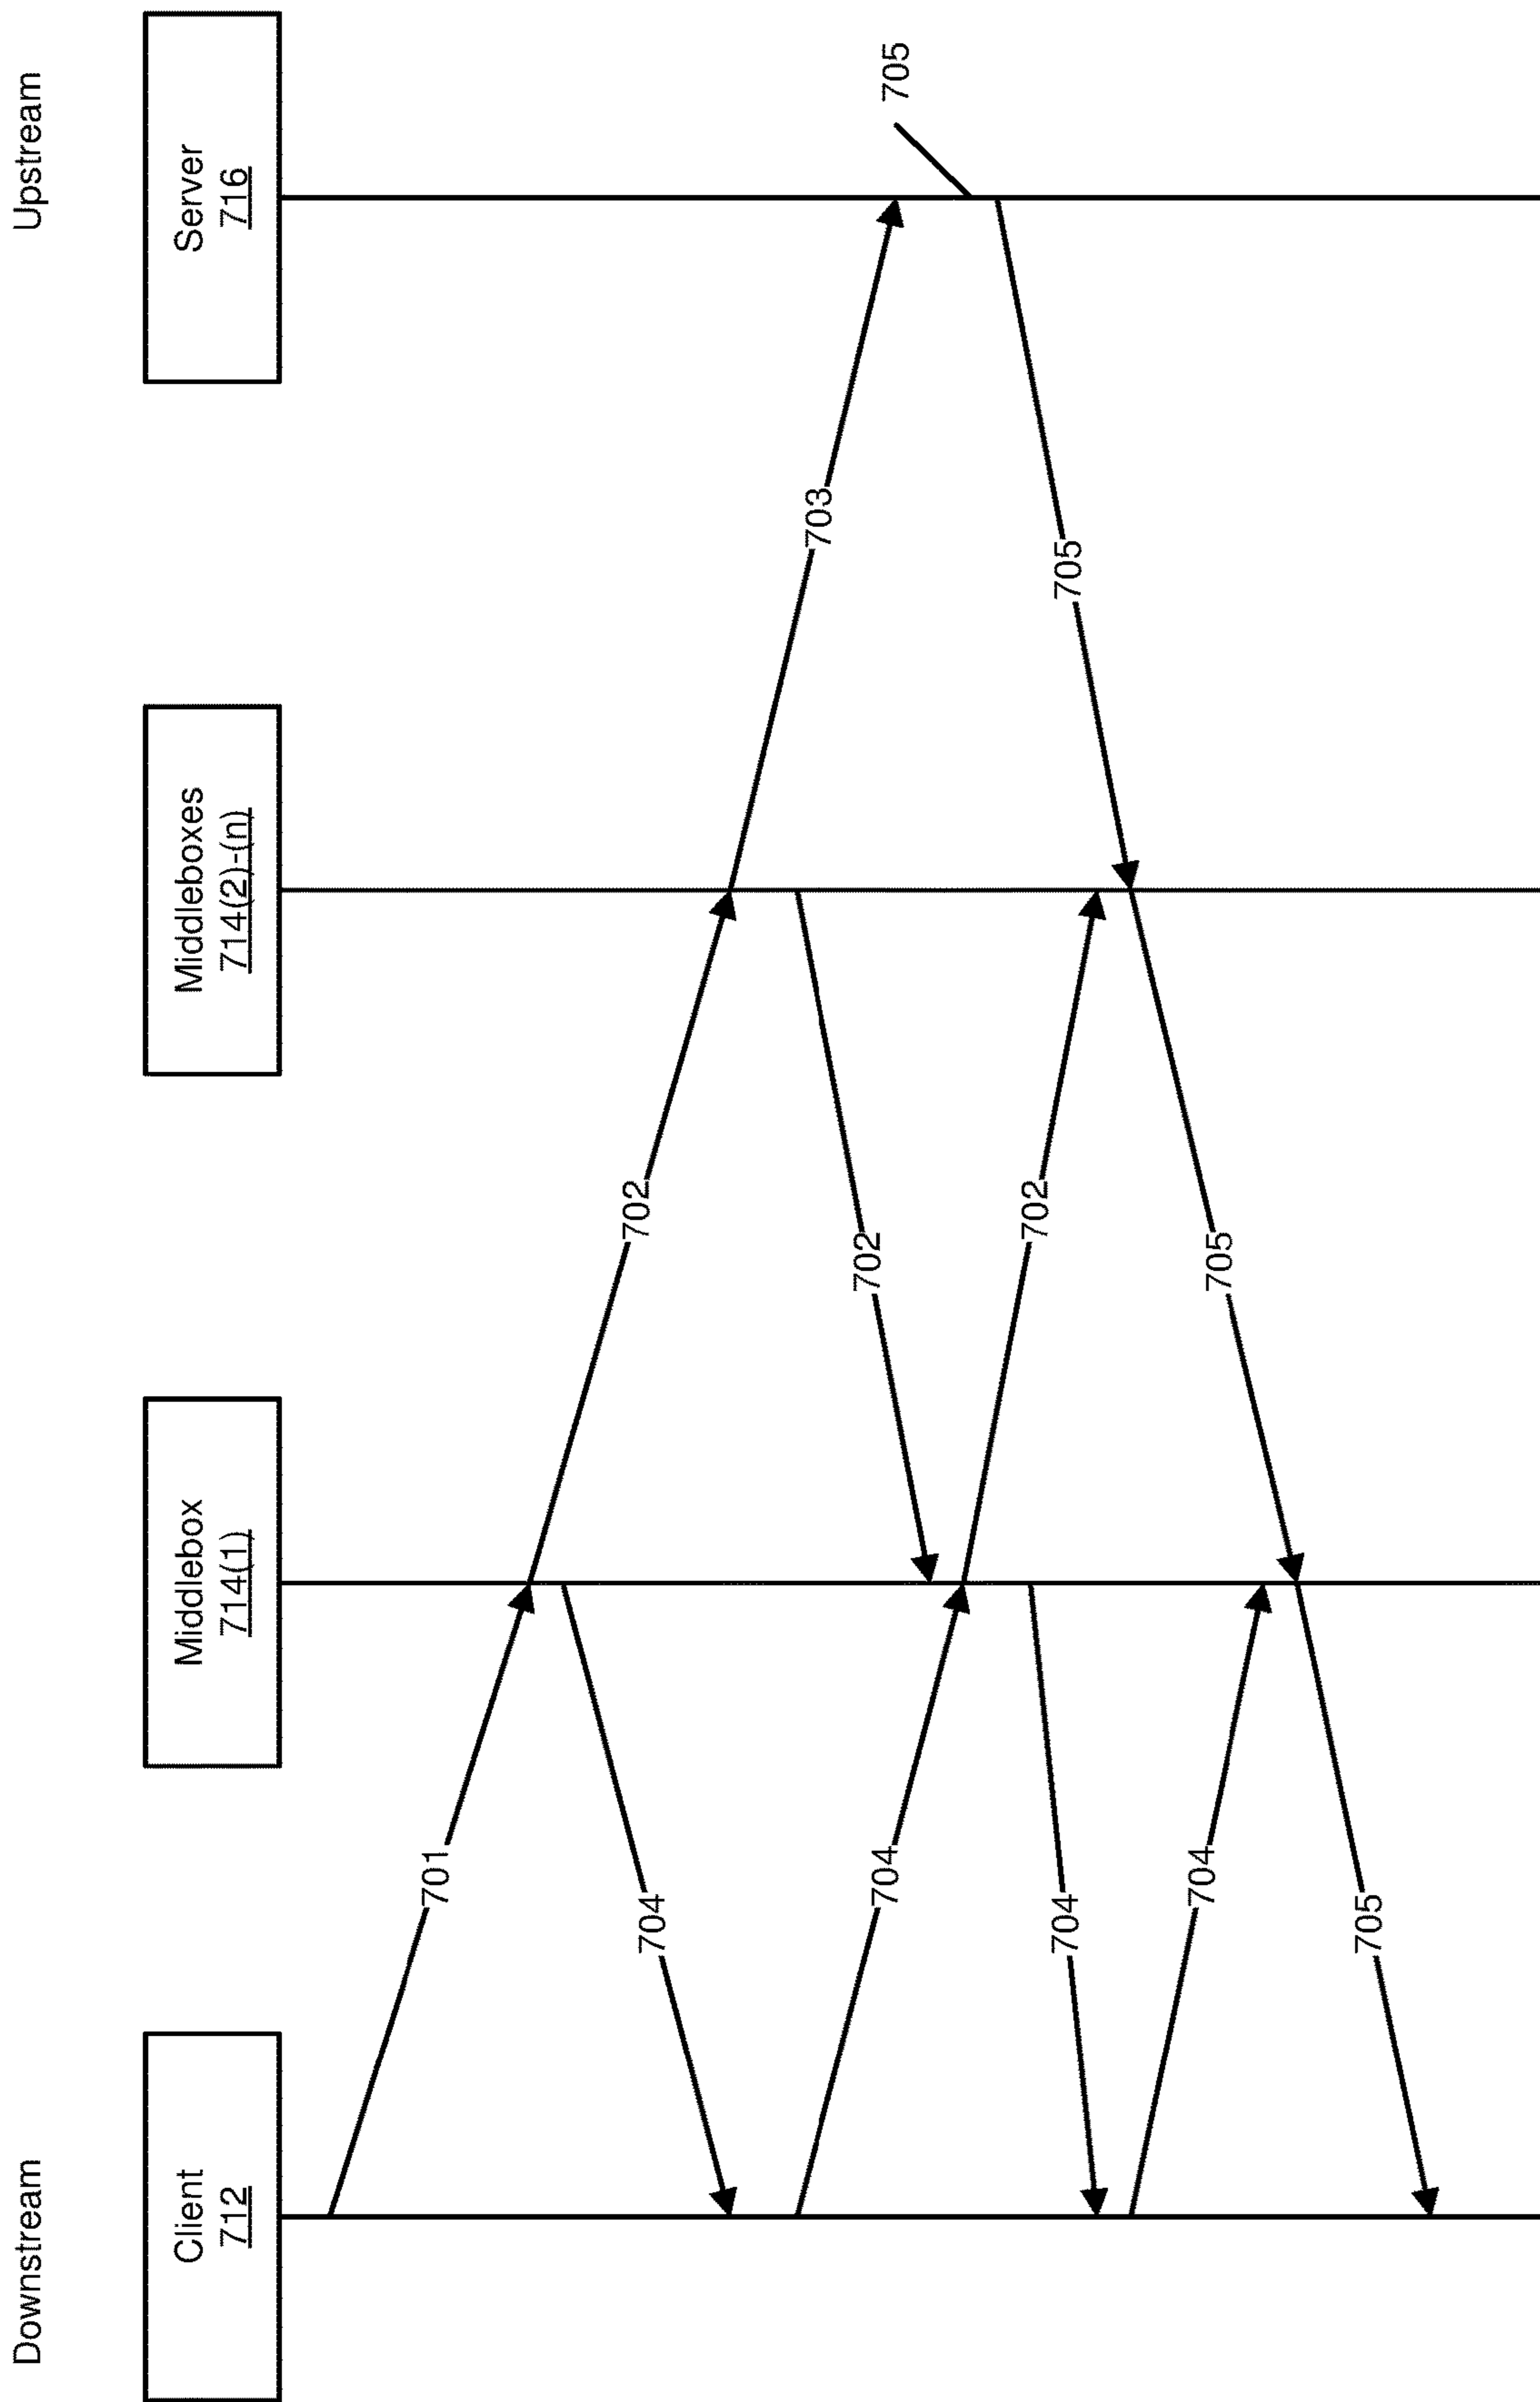 Downstream
Upstream
Client
712
Middlebox
714(1)
Middleboxes
714(2)-(n)
Server
716
701
702
704
703
702
704
705
702
704
705
704
705
705